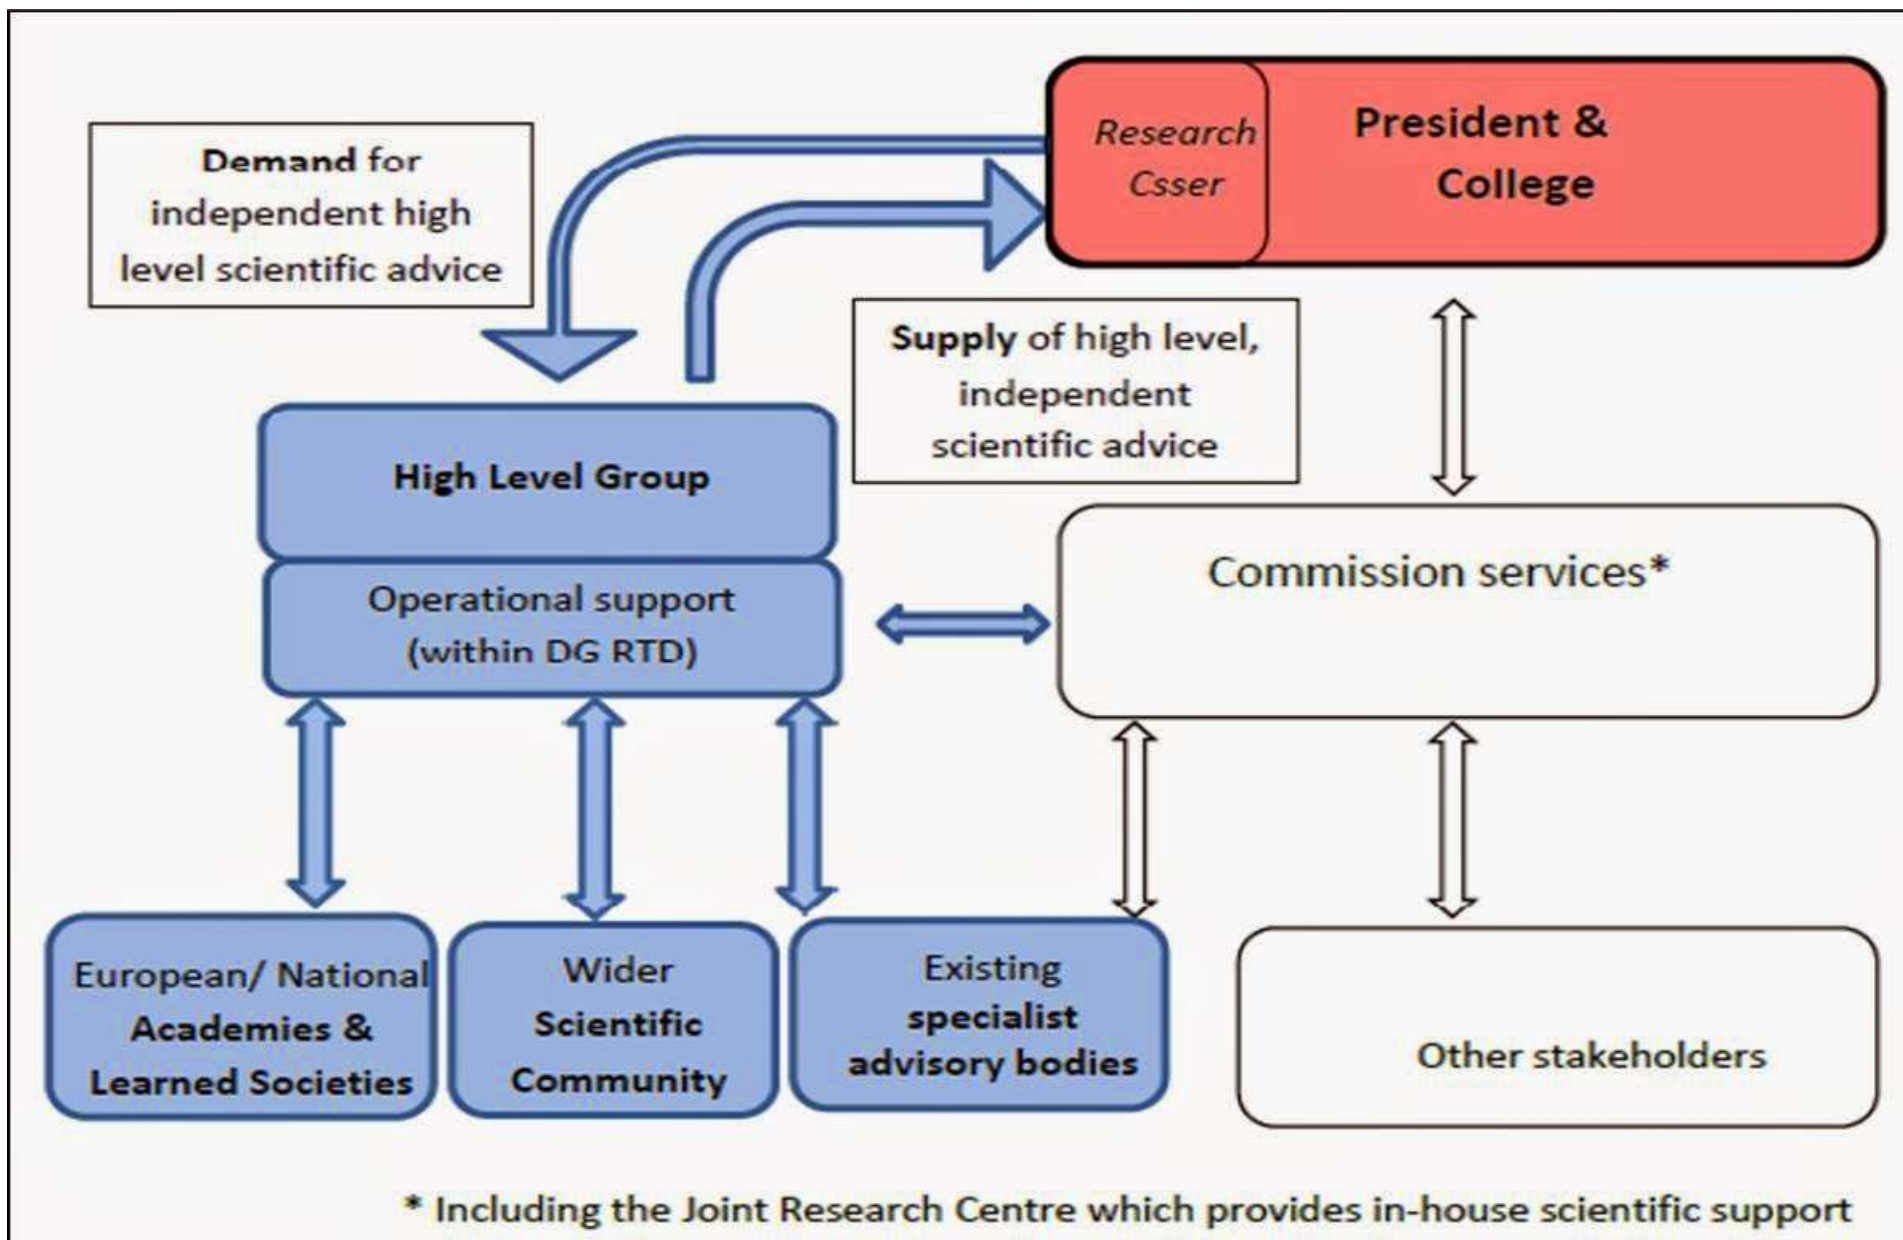 Research
Csser
President &
College
Demand for
independent high
level scientific advice
Supply of high level,
independent
scientific advice
High Level Group
Operational support
(within DG RTD)
Commission services*
European/ National
Academies &
Learned Societies
Wider
Scientific
Community
Existing
specialist
advisory bodies
Other stakeholders
* Including the Joint Research Centre which provides in-house scientific support